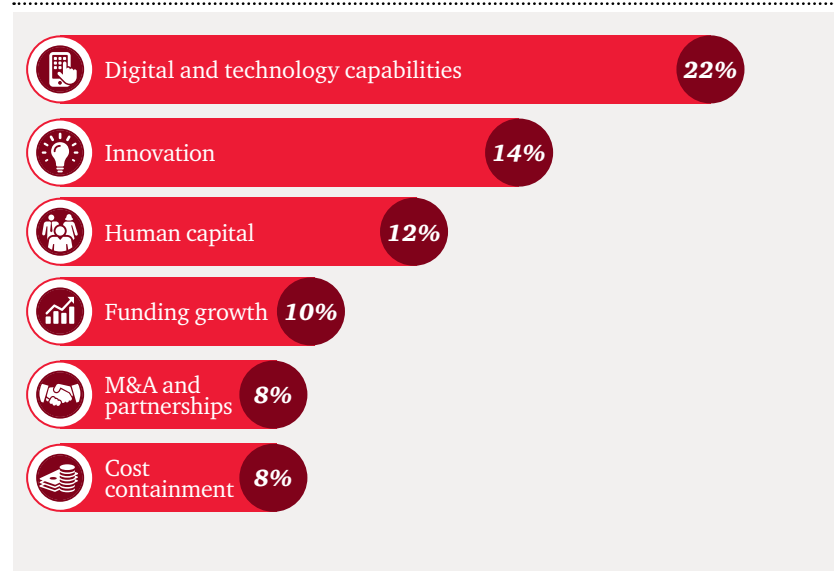 Digital and technology capabilities 22%
Innovation 14%
Human capital 12%
Funding growth 10%
M&A and
partnerships 8%
Cost
containment 8%